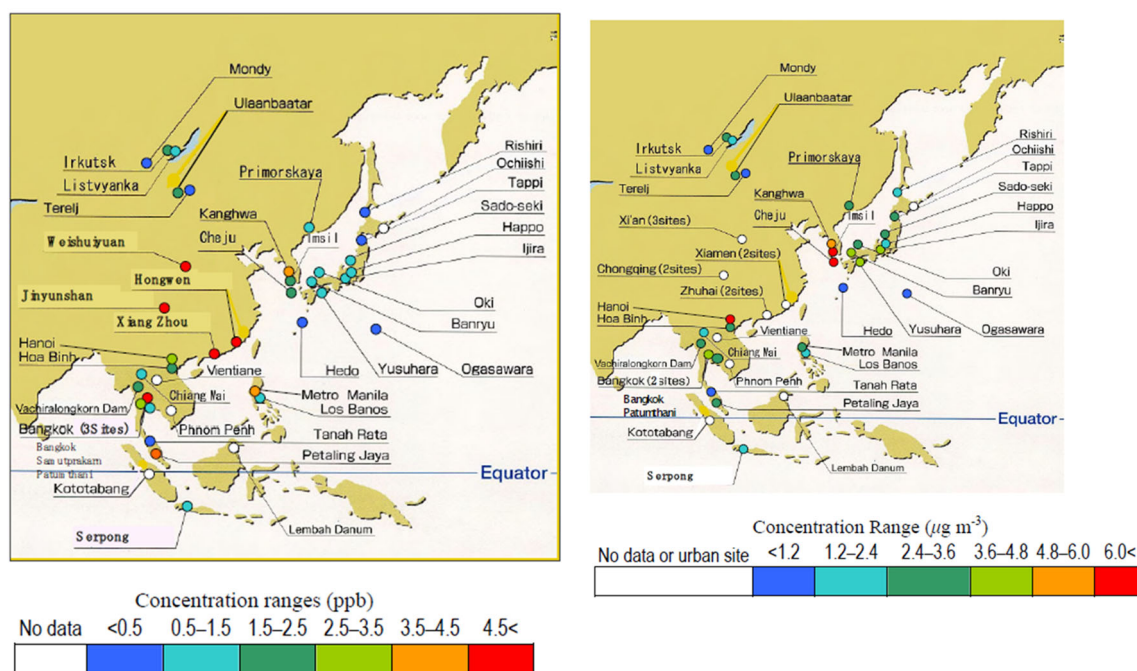 Mondy
Ulaanbaatar
Irkutsk
Listvyanka
Terelj
Primorskaya
Rishiri
Ochiishi
Tappi
Sado-seki
Happo
Ijira
Kanghwa
Cheju
Imsil
Weishuiyuan
Hongwen
Jinyunshan
Xiang Zhou
Oki
Banryu
Hanoi
Hoa Binh
Vientiane
Hedo
Yusuhara
Ogasawara
Chiang Mai
Vachiralongkorn Dam
Metro Manila
Los Banos
Bangkok (3Sites)
Phnom Penh
Tanah Rata
Bangkok
Samutprakarn
Patumthani
Petaling Jaya
Equator
Kototabang
Serpong
Lembah Danum
Concentration ranges (ppb)
No data <0.5 0.5–1.5 1.5–2.5 2.5–3.5 3.5–4.5 4.5<
Mondy
Ulaanbaatar
Irkutsk
Listvyanka
Terelj
Primorskaya
Rishiri
Ochiishi
Tappi
Sado-seki
Happo
Ijira
Kanghwa
Cheju
Imsil
Xi'an (3sites)
Xiamen (2sites)
Chongqing (2sites)
Zhuhai (2sites)
Oki
Banryu
Hanoi
Hoa Binh
Vientiane
Hedo
Yusuhara
Ogasawara
Chiang Mai
Vachiralongkorn Dam
Metro Manila
Los Banos
Bangkok (2sites)
Phnom Penh
Tanah Rata
Bangkok
Patumthani
Petaling Jaya
Equator
Kototabang
Serpong
Lembah Danum
Concentration Range (µg m-3)
No data or urban site <1.2 1.2–2.4 2.4–3.6 3.6–4.8 4.8–6.0 6.0<